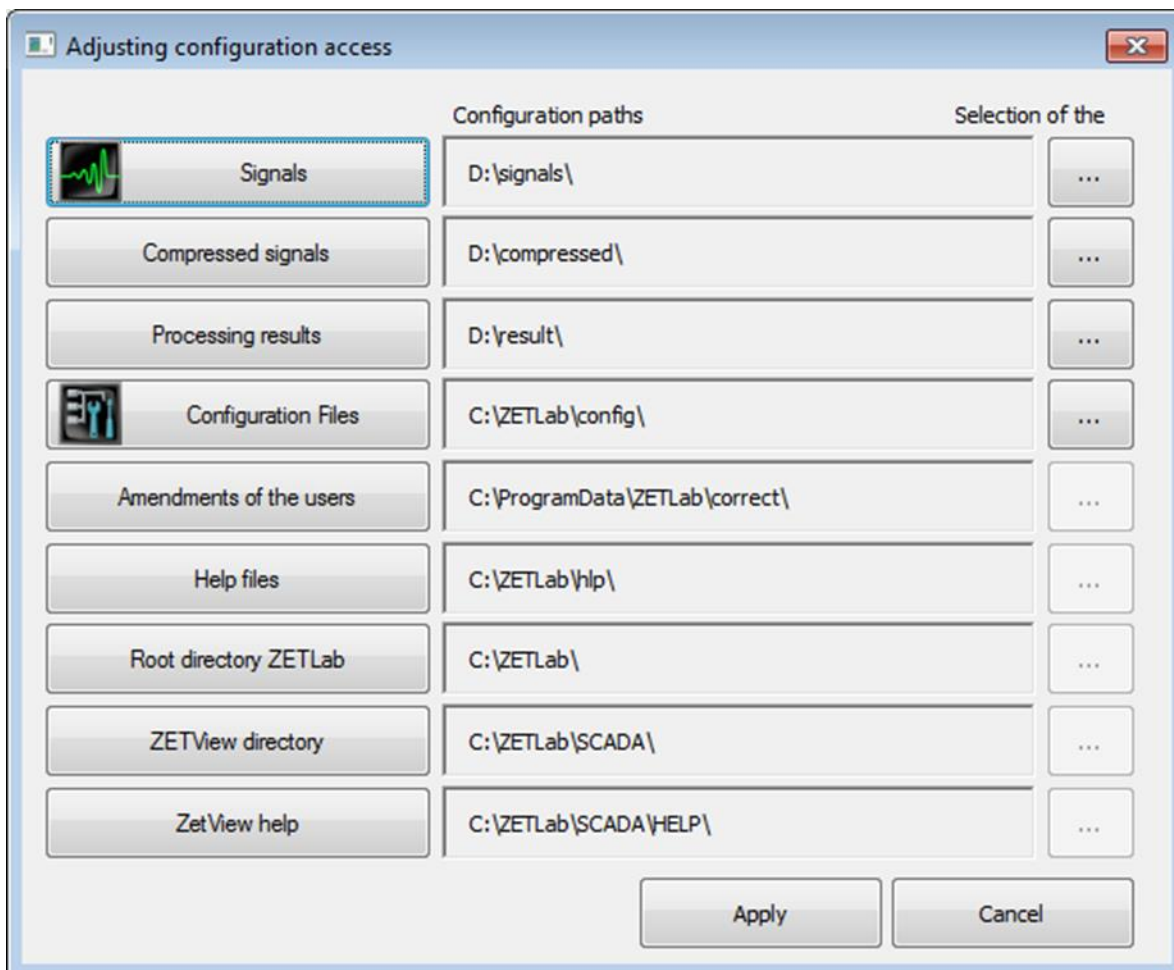 Adjusting configuration access
Configuration paths Selection of the
Signals D:\signals\ ...
Compressed signals D:\compressed\ ...
Processing results D:\result\ ...
Configuration Files C:\ZETLab\config\ ...
Amendments of the users C:\ProgramData\ZETLab\correct\ ...
Help files C:\ZETLab\hlp\ ...
Root directory ZETLab C:\ZETLab\ ...
ZETView directory C:\ZETLab\SCADA\ ...
ZetView help C:\ZETLab\SCADA\HELP\ ...
Apply Cancel